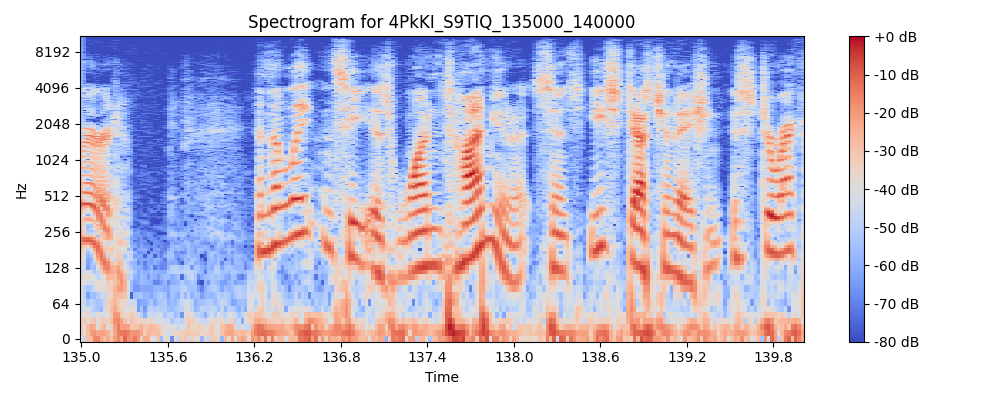 Spectrogram for 4PkKI_S9TIQ_135000_140000
Hz
8192
4096
2048
1024
512
256
128
64
0
135.0 135.6 136.2 136.8 137.4 138.0 138.6 139.2 139.8
Time
+0 dB
-10 dB
-20 dB
-30 dB
-40 dB
-50 dB
-60 dB
-70 dB
-80 dB